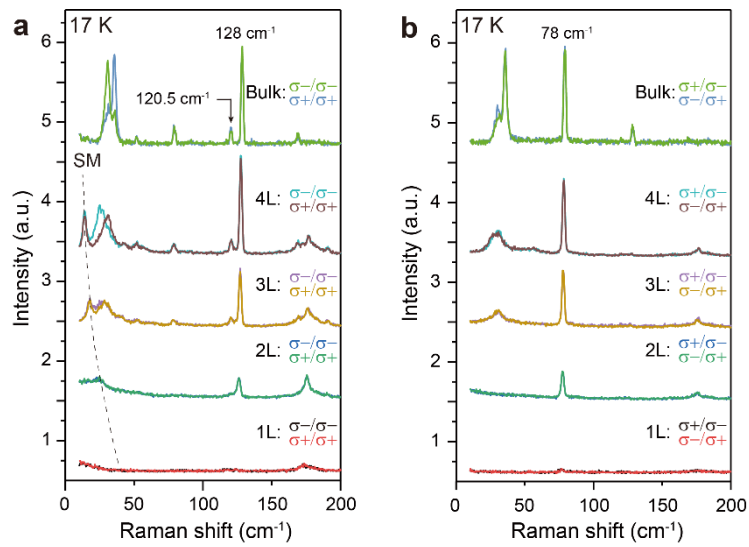 a
17 K
128 cm⁻¹
Bulk: σ−/σ−
σ+/σ+
120.5 cm⁻¹
SM
4L: σ−/σ−
σ+/σ+
3L: σ−/σ−
σ+/σ+
2L: σ−/σ−
σ+/σ+
1L: σ−/σ−
σ+/σ+
Intensity (a.u.)
6
5
4
3
2
1
0
50
100
150
200
Raman shift (cm⁻¹)
b
17 K
78 cm⁻¹
Bulk: σ+/σ−
σ−/σ+
4L: σ+/σ−
σ−/σ+
3L: σ+/σ−
σ−/σ+
2L: σ+/σ−
σ−/σ+
1L: σ+/σ−
σ−/σ+
Intensity (a.u.)
6
5
4
3
2
1
0
50
100
150
200
Raman shift (cm⁻¹)